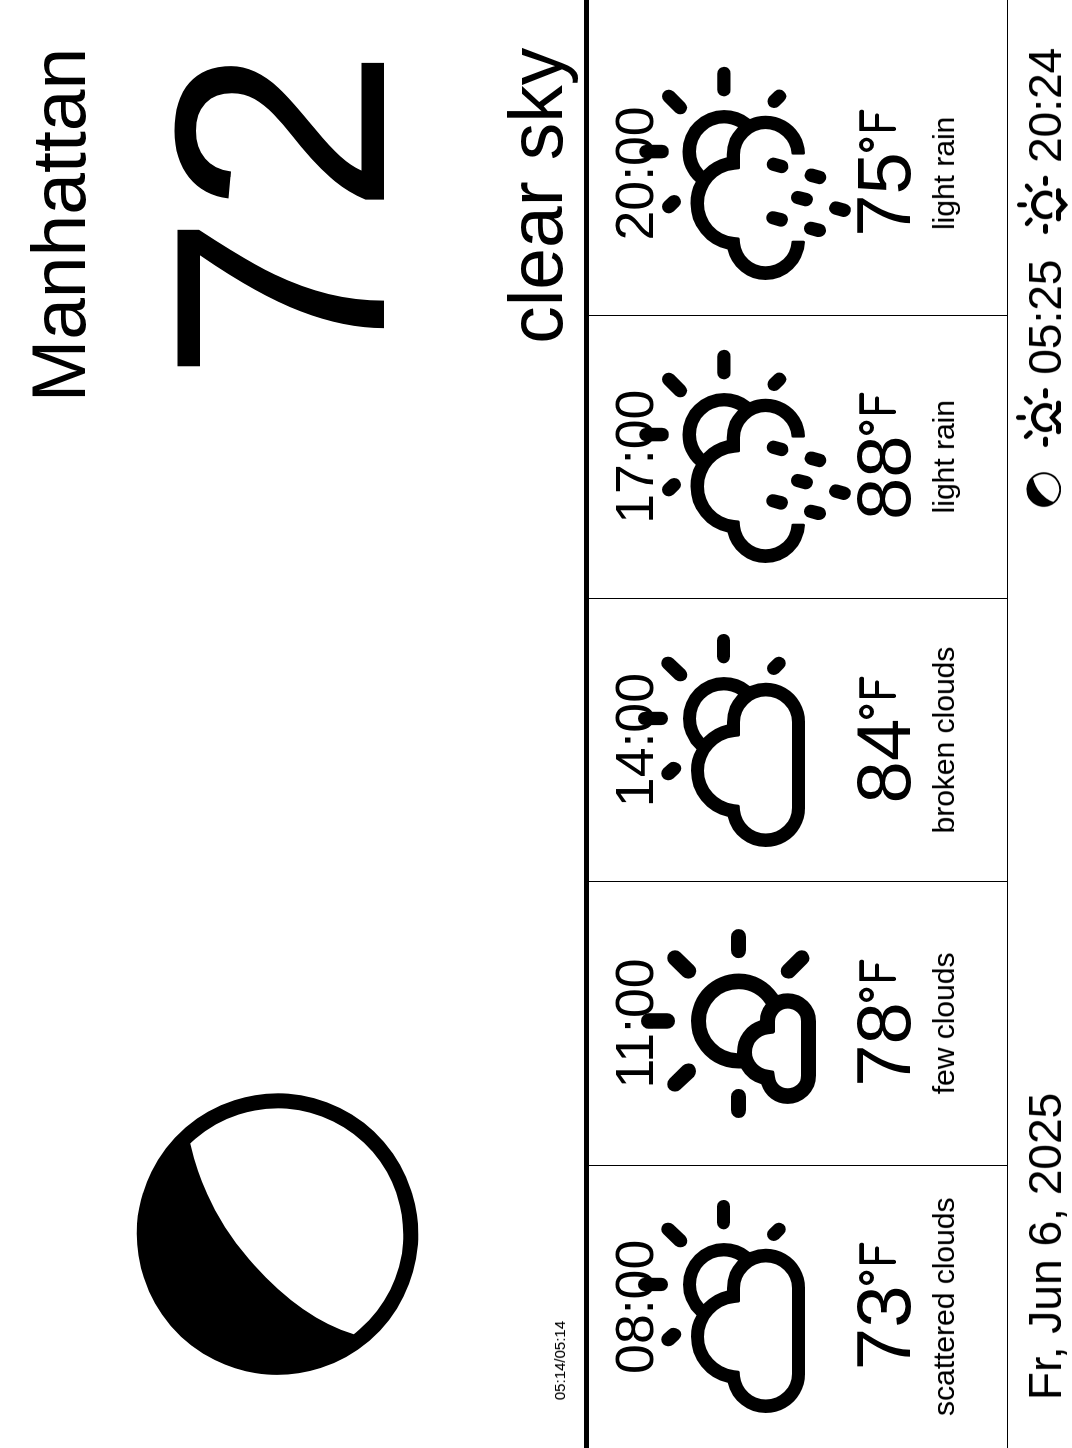 Manhattan
72
clear sky
05:14/05:14
08:00
73°F
scattered clouds
11:00
78°F
few clouds
14:00
84°F
broken clouds
17:00
88°F
light rain
20:00
75°F
light rain
Fr, Jun 6, 2025
05:25 20:24